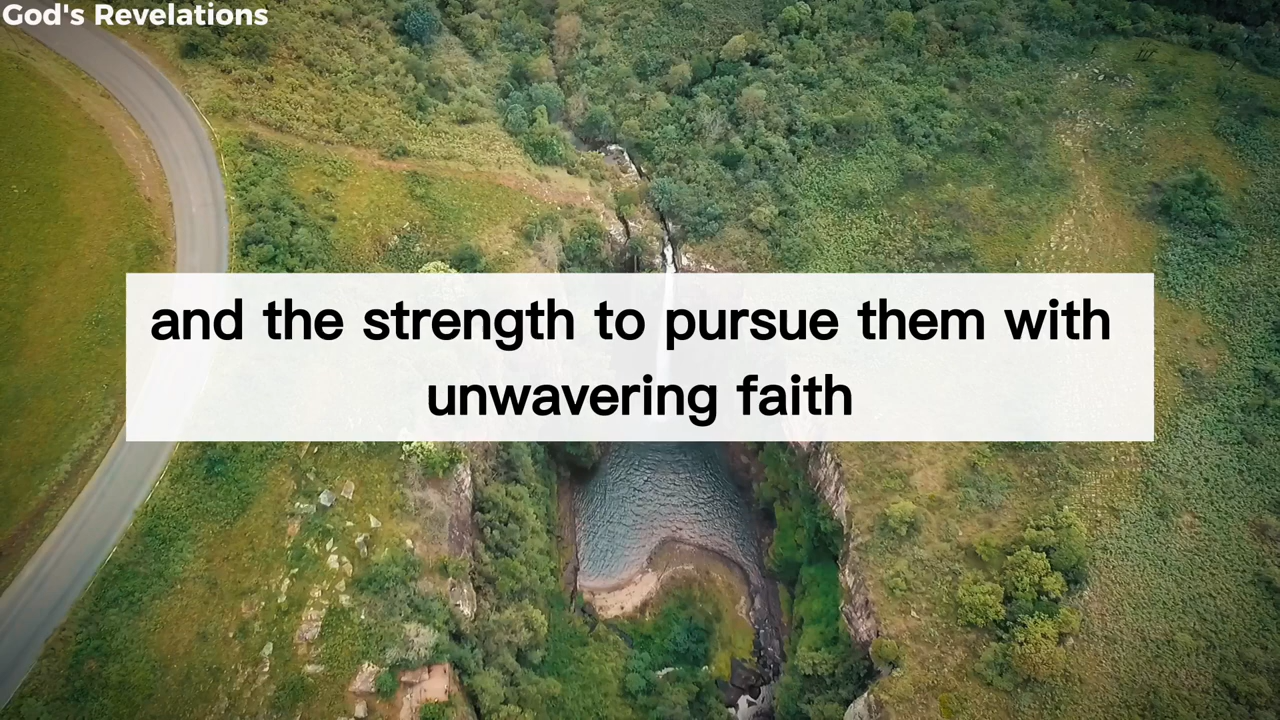 God's Revelations
and the strength to pursue them with
unwavering faith